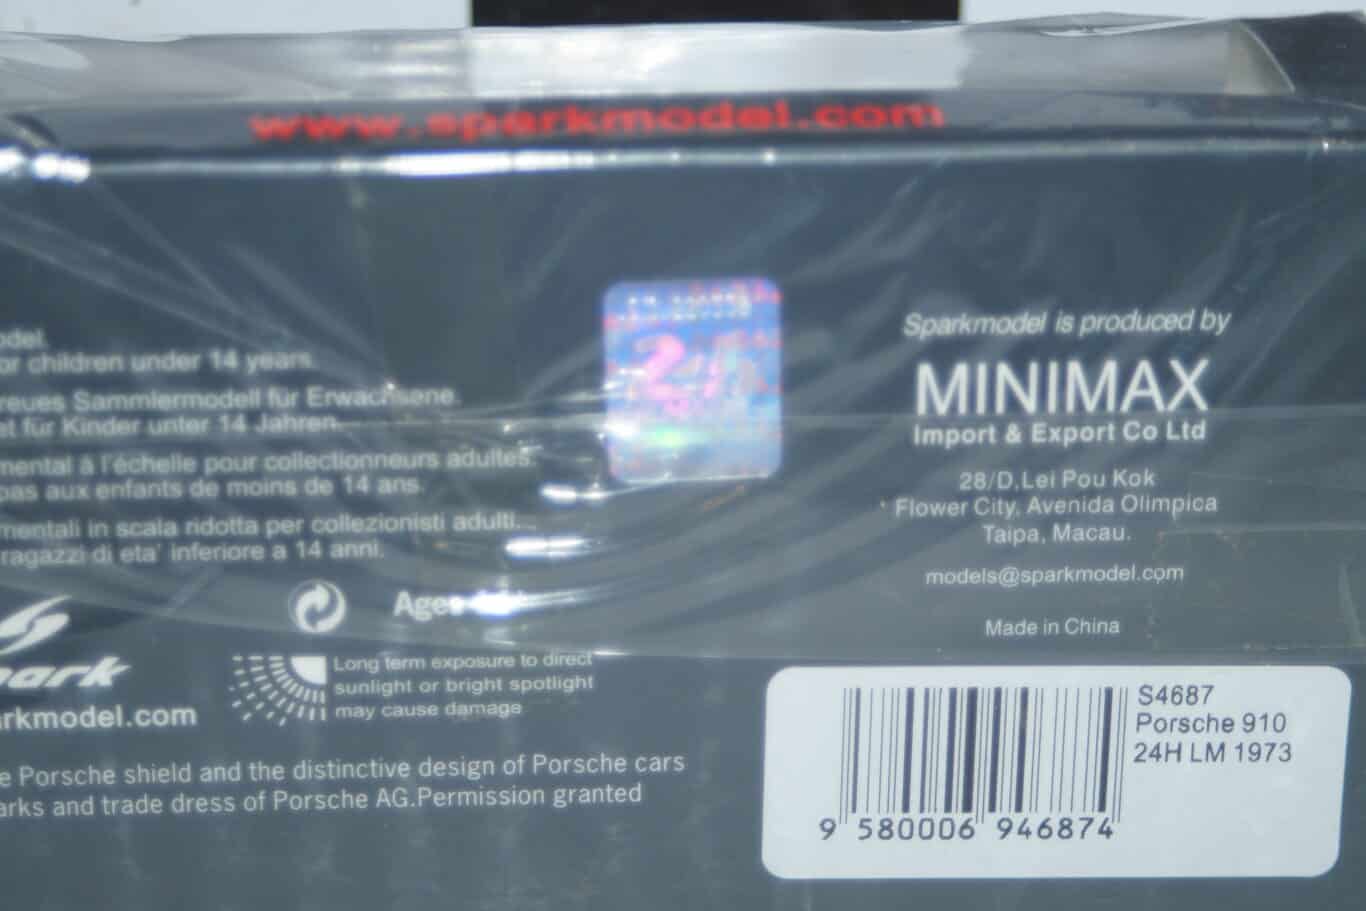 www.sparkmodel.com
odel.
or children under 14 years.
reues Sammlermodell für Erwachsene.
et für Kinder unter 14 Jahren.
mental à l'échelle pour collectionneurs adultes.
pas aux enfants de moins de 14 ans.
mentali in scala ridotta per collezionisti adulti.
ragazzi di eta' inferiore a 14 anni.
Ages
park
arkmodel.com
Long term exposure to direct
sunlight or bright spotlight
may cause damage
e Porsche shield and the distinctive design of Porsche cars
arks and trade dress of Porsche AG.Permission granted
Sparkmodel is produced by
MINIMAX
Import & Export Co Ltd
28/D,Lei Pou Kok
Flower City, Avenida Olimpica
Taipa, Macau.
models@sparkmodel.com
Made in China
S4687
Porsche 910
24H LM 1973
9 580006 946874